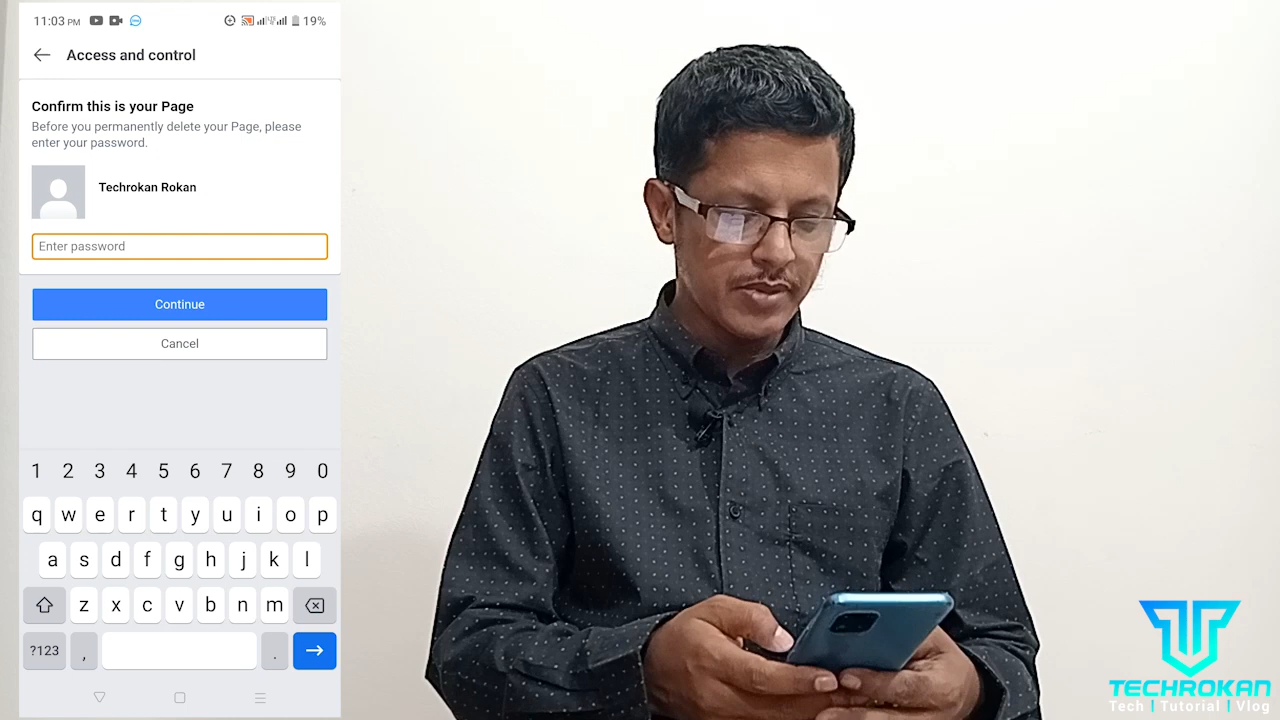 11:03 PM 19%
Access and control
Confirm this is your Page
Before you permanently delete your Page, please
enter your password.
Techrokan Rokan
Enter password
Continue
Cancel
1 2 3 4 5 6 7 8 9 0
q w e r t y u i o p
a s d f g h j k l
z x c v b n m
?123 , .
TECHROKAN
Tech | Tutorial | Vlog